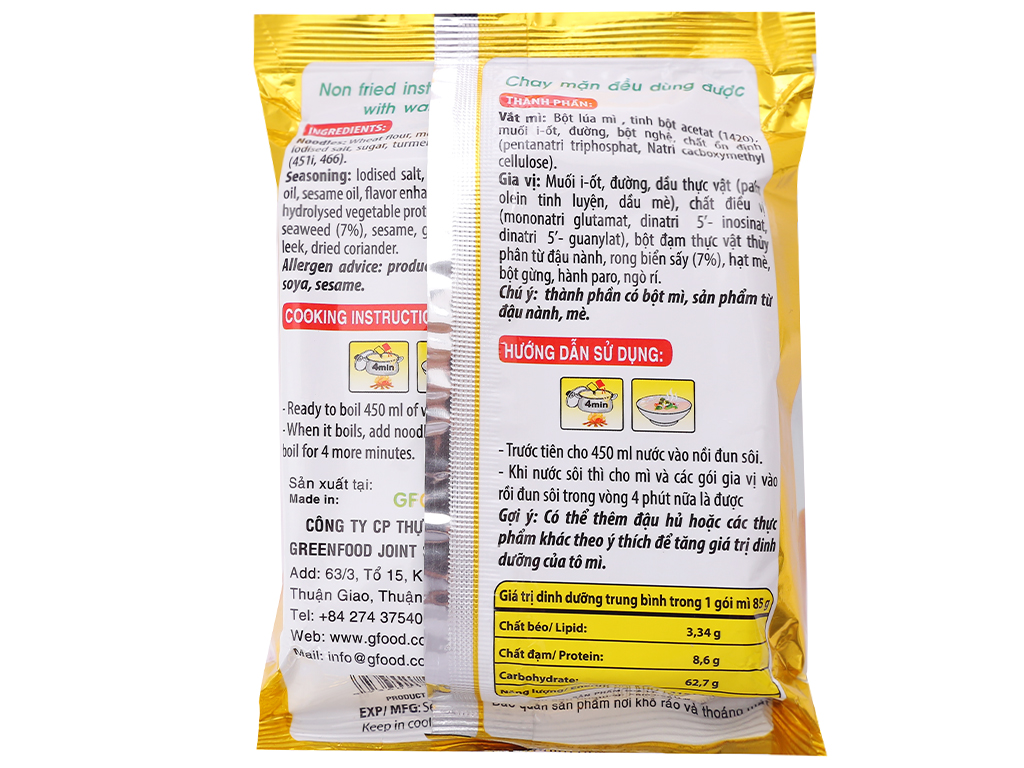 Non fried inst
with wa
INGREDIENTS:
Noodles: Wheat flour, mo
Iodised salt, sugar, turme
(451i, 466).
Seasoning: Iodised salt,
oil, sesame oil, flavor enha
hydrolysed vegetable prot
seaweed (7%), sesame, g
leek, dried coriander.
Allergen advice: produc
soya, sesame.
COOKING INSTRUCTIO
4min
- Ready to boil 450 ml of w
- When it boils, add noodl
boil for 4 more minutes.
Sản xuất tại:
Made in:
GFO
CÔNG TY CP THỰ
GREENFOOD JOINT
Add: 63/3, Tổ 15, K
Thuận Giao, Thuận
Tel: +84 274 37540
Web: www.gfood.co
Mail: info@gfood.c
PRODUCT
EXP/ MFG: Se
Keep in cool
Chay mặn đều dùng được
THÀNH PHẦN:
Vắt mì: Bột lúa mì , tinh bột acetat (1420),
muối i-ốt, đường, bột nghệ, chất ổn định
(pentanatri triphosphat, Natri cacboxymethyl
cellulose).
Gia vị: Muối i-ốt, đường, dầu thực vật (palm
olein tinh luyện, dầu mè), chất điều vị
(mononatri glutamat, dinatri 5'- inosinat,
dinatri 5'- guanylat), bột đạm thực vật thủy
phân từ đậu nành, rong biển sấy (7%), hạt mè,
bột gừng, hành paro, ngò rí.
Chú ý: thành phần có bột mì, sản phẩm từ
đậu nành, mè.
HƯỚNG DẪN SỬ DỤNG:
4min
- Trước tiên cho 450 ml nước vào nồi đun sôi.
- Khi nước sôi thì cho mì và các gói gia vị vào
rồi đun sôi trong vòng 4 phút nữa là được
Gợi ý: Có thể thêm đậu hủ hoặc các thực
phẩm khác theo ý thích để tăng giá trị dinh
dưỡng của tô mì.
Giá trị dinh dưỡng trung bình trong 1 gói mì 85 g
Chất béo/ Lipid: 3,34 g
Chất đạm/ Protein: 8,6 g
Carbohydrate: 62,7 g
Năng lượng/
Bảo quản sản phẩm nơi khô ráo và thoáng mát